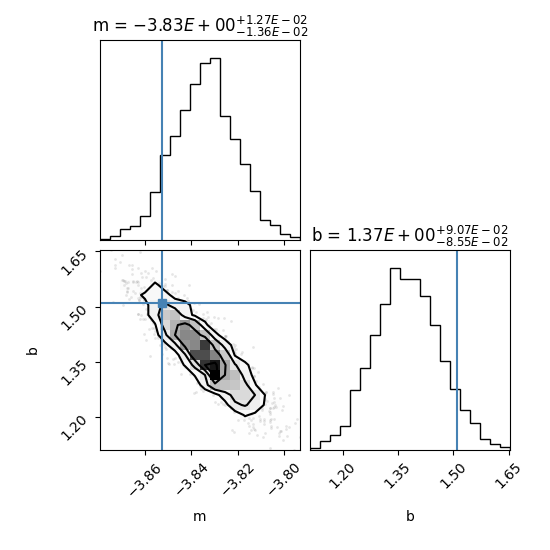 m = −3.83E + 00+1.27E − 02
−1.36E − 02
b = 1.37E + 00+9.07E − 02
−8.55E − 02
1.65
1.50
1.35
1.20
b
−3.86
−3.84
−3.82
−3.80
m
1.20
1.35
1.50
1.65
b